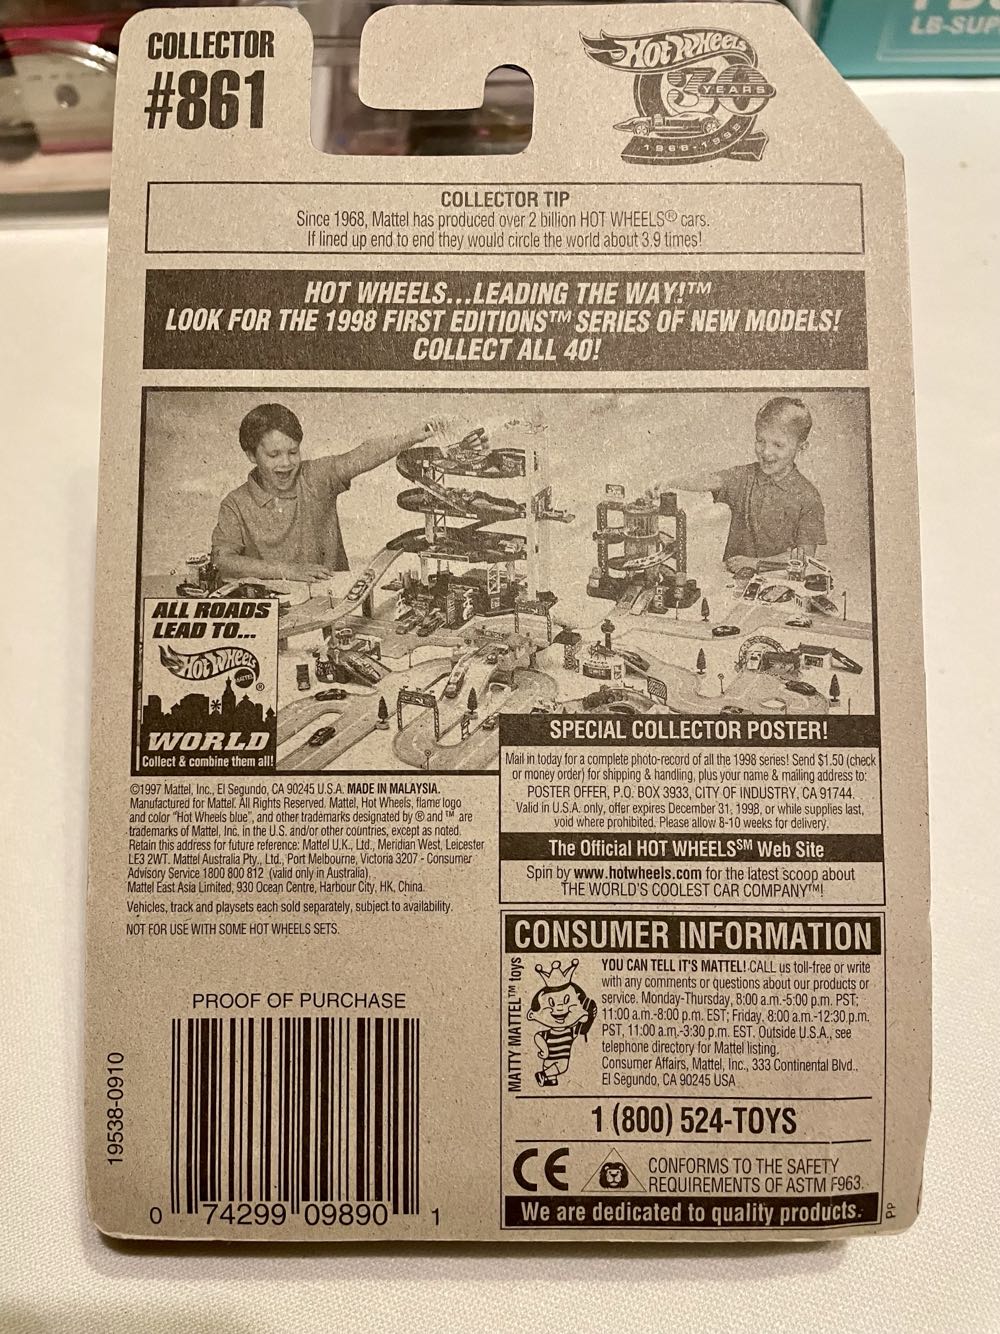 LB-SUP
COLLECTOR
#861
HOT WHEELS
30
YEARS
1968-1998
COLLECTOR TIP
Since 1968, Mattel has produced over 2 billion HOT WHEELS® cars.
If lined up end to end they would circle the world about 3.9 times!
HOT WHEELS...LEADING THE WAY!™
LOOK FOR THE 1998 FIRST EDITIONS™ SERIES OF NEW MODELS!
COLLECT ALL 40!
ALL ROADS
LEAD TO...
HOT WHEELS
MATTEL
®
WORLD
Collect & combine them all!
SPECIAL COLLECTOR POSTER!
Mail in today for a complete photo-record of all the 1998 series! Send $1.50 (check
or money order) for shipping & handling, plus your name & mailing address to:
POSTER OFFER, P.O. BOX 3933, CITY OF INDUSTRY, CA 91744.
Valid in U.S.A. only, offer expires December 31, 1998, or while supplies last,
void where prohibited. Please allow 8-10 weeks for delivery.
The Official HOT WHEELS℠ Web Site
Spin by www.hotwheels.com for the latest scoop about
THE WORLD'S COOLEST CAR COMPANY™!
©1997 Mattel, Inc., El Segundo, CA 90245 U.S.A. MADE IN MALAYSIA.
Manufactured for Mattel. All Rights Reserved. Mattel, Hot Wheels, flame logo
and color "Hot Wheels blue", and other trademarks designated by ® and ™ are
trademarks of Mattel, Inc. in the U.S. and/or other countries, except as noted.
Retain this address for future reference: Mattel U.K., Ltd., Meridian West, Leicester
LE3 2WT. Mattel Australia Pty., Ltd., Port Melbourne, Victoria 3207 - Consumer
Advisory Service 1800 800 812 (valid only in Australia).
Mattel East Asia Limited, 930 Ocean Centre, Harbour City, HK, China.
Vehicles, track and playsets each sold separately, subject to availability.
NOT FOR USE WITH SOME HOT WHEELS SETS.
CONSUMER INFORMATION
MATTY MATTEL™ toys
YOU CAN TELL IT'S MATTEL! CALL us toll-free or write
with any comments or questions about our products or
service. Monday-Thursday, 8:00 a.m.-5:00 p.m. PST;
11:00 a.m.-8:00 p.m. EST; Friday, 8:00 a.m.-12:30 p.m.
PST, 11:00 a.m.-3:30 p.m. EST. Outside U.S.A., see
telephone directory for Mattel listing.
Consumer Affairs, Mattel, Inc., 333 Continental Blvd.,
El Segundo, CA 90245 USA
1 (800) 524-TOYS
CE
CONFORMS TO THE SAFETY
REQUIREMENTS OF ASTM F963.
We are dedicated to quality products.
PP
PROOF OF PURCHASE
19538-0910
0 74299 09890 1